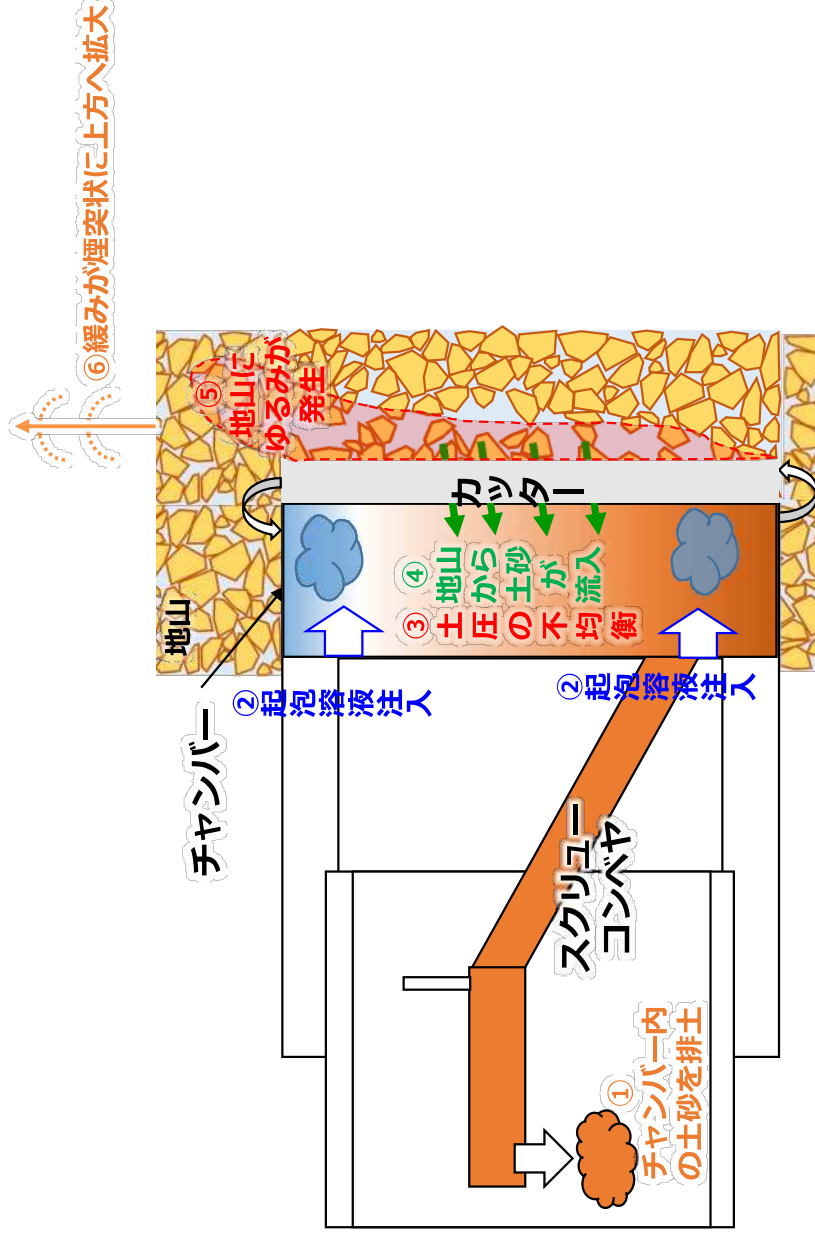 ⑥緩みが煙突状に上方へ拡大
⑤
地山に
ゆるみが
発生
地山
カッター
チャンバー
④
地山
から
土砂
が
流入
③
土圧の不均衡
②起泡溶液注入
②起泡溶液注入
スクリュー
コンベヤ
①
チャンバー内
の土砂を排土